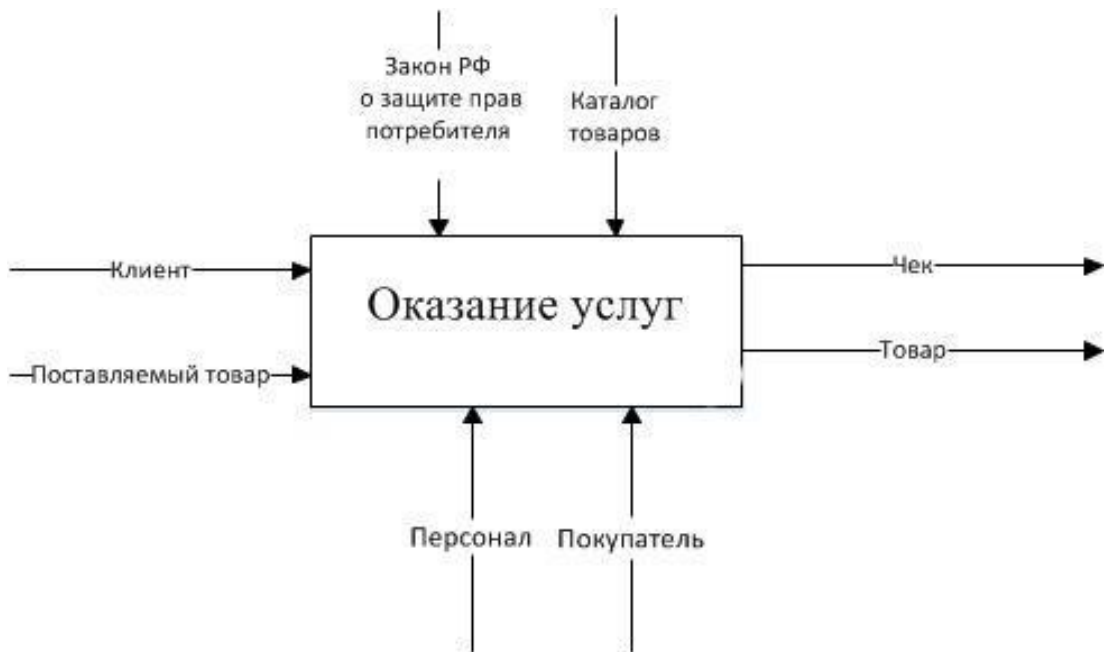 Закон РФ
о защите прав
потребителя
Каталог
товаров
Клиент
Чек
Оказание услуг
Товар
Поставляемый товар
Персонал
Покупатель